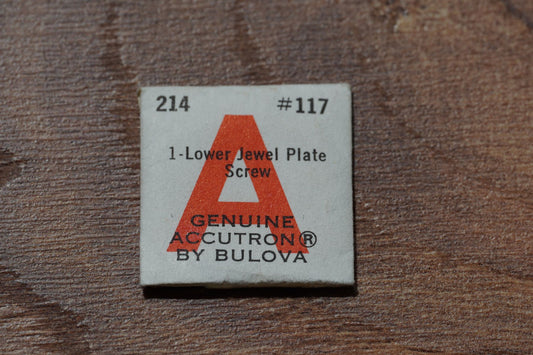 214 #117
1-Lower Jewel Plate
Screw
GENUINE
ACCUTRON®
BY BULOVA